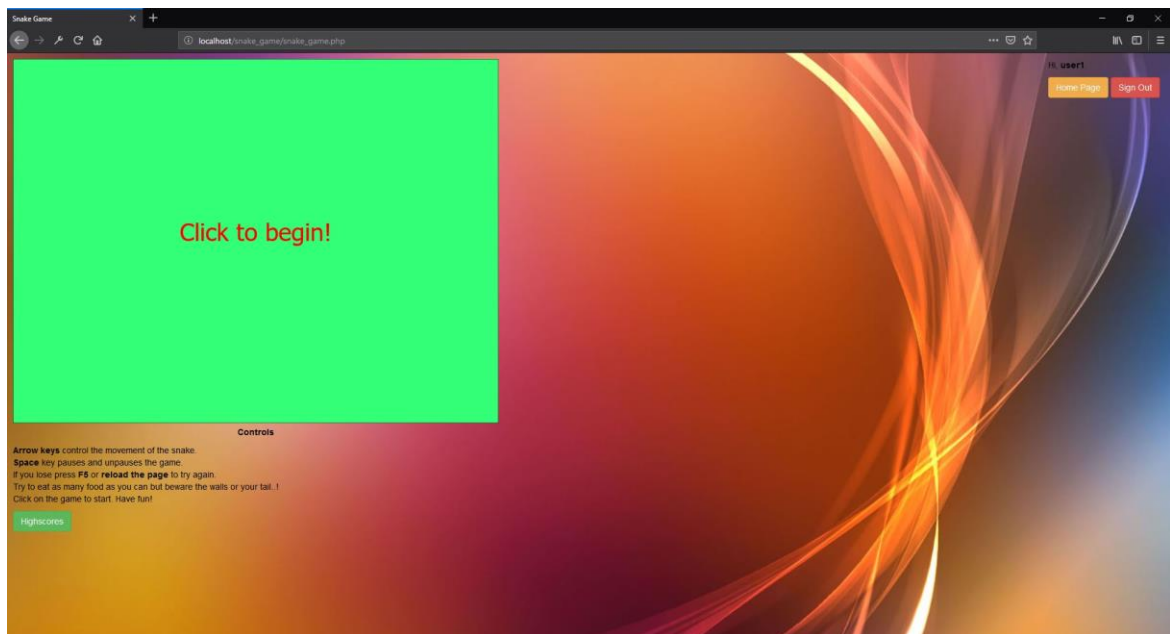 Snake Game
localhost/snake_game/snake_game.php
Hi, user1
Home Page Sign Out
Click to begin!
Controls
Arrow keys control the movement of the snake.
Space key pauses and unpauses the game.
If you lose press F5 or reload the page to try again.
Try to eat as many food as you can but beware the walls or your tail..!
Click on the game to start. Have fun!
Highscores